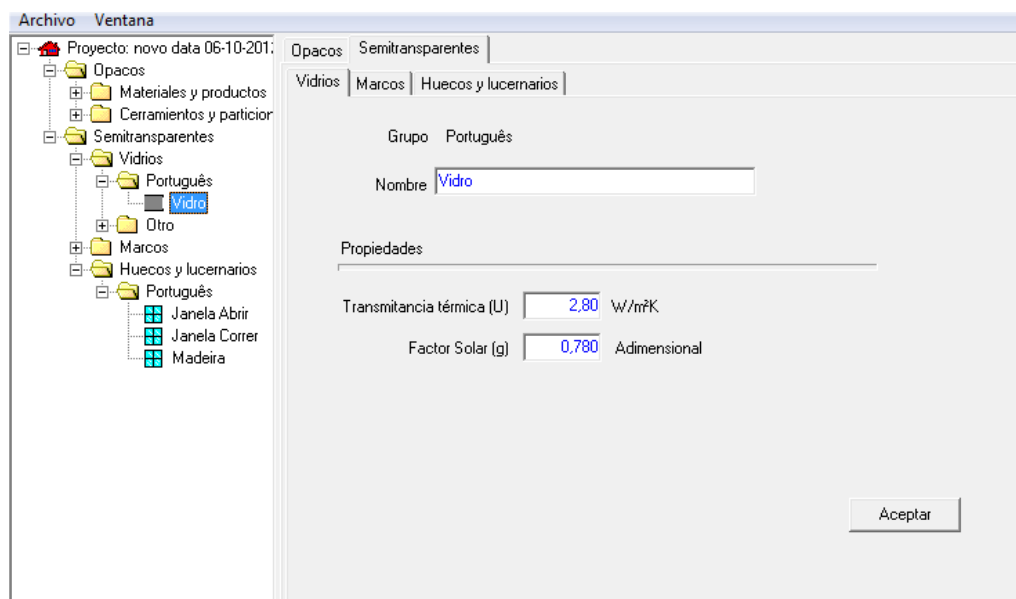 Archivo Ventana
Proyecto: novo data 06-10-201
Opacos
Materiales y productos
Cerramientos y particion
Semitransparentes
Vidrios
Português
Vidro
Otro
Marcos
Huecos y lucernarios
Português
Janela Abrir
Janela Correr
Madeira
Opacos Semitransparentes
Vidrios Marcos Huecos y lucernarios
Grupo Português
Nombre Vidro
Propiedades
Transmitancia térmica (U) 2,80 W/m²K
Factor Solar (g) 0,780 Adimensional
Aceptar